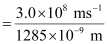 = 3.0×10⁸ ms⁻¹ / 1285×10⁻⁹ m